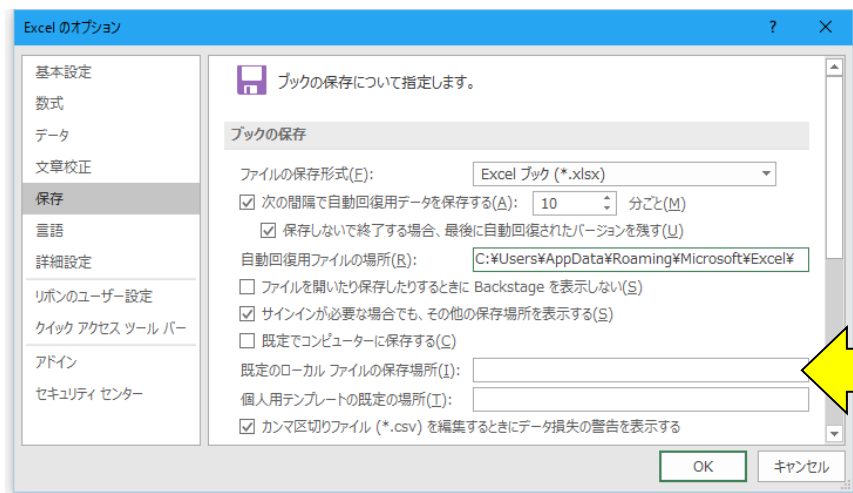 Excel のオプション
? ×
基本設定
数式
データ
文章校正
保存
言語
詳細設定
リボンのユーザー設定
クイック アクセス ツール バー
アドイン
セキュリティ センター
ブックの保存について指定します。
ブックの保存
ファイルの保存形式(F): Excel ブック (*.xlsx)
次の間隔で自動回復用データを保存する(A): 10 分ごと(M)
保存しないで終了する場合、最後に自動回復されたバージョンを残す(U)
自動回復用ファイルの場所(R): C:¥Users¥AppData¥Roaming¥Microsoft¥Excel¥
ファイルを開いたり保存したりするときに Backstage を表示しない(S)
サインインが必要な場合でも、その他の保存場所を表示する(S)
既定でコンピューターに保存する(C)
既定のローカル ファイルの保存場所(I):
個人用テンプレートの既定の場所(T):
カンマ区切りファイル (*.csv) を編集するときにデータ損失の警告を表示する
OK キャンセル